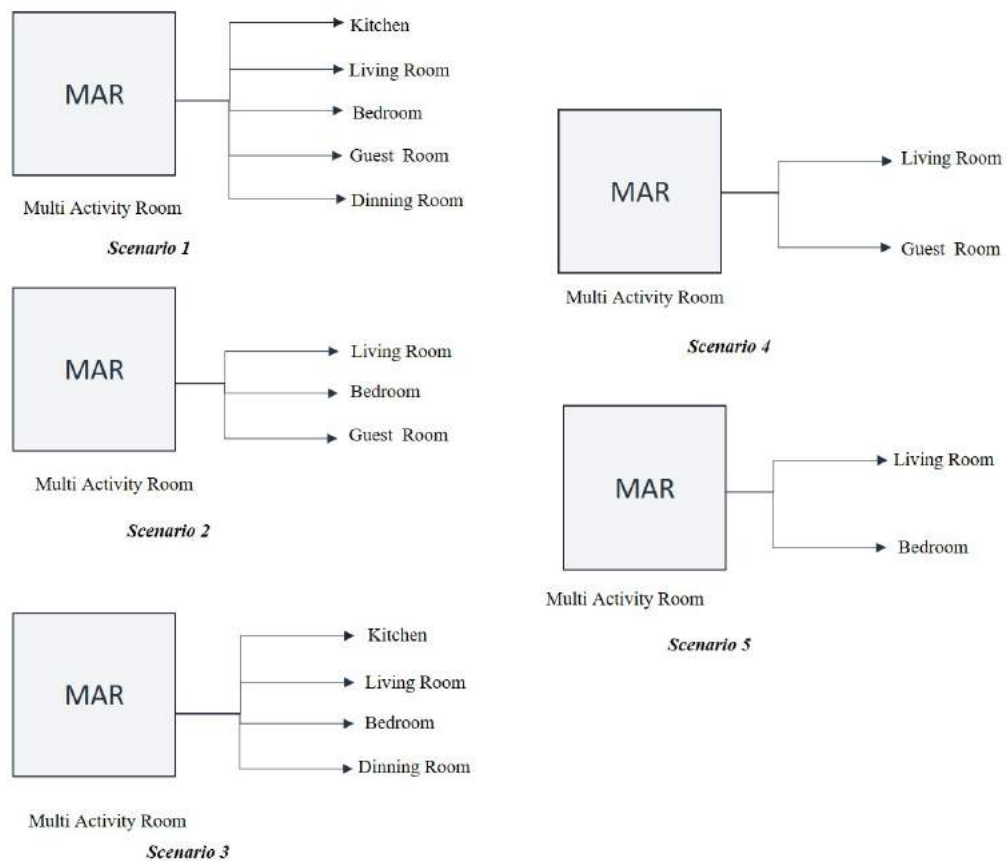 MAR
Kitchen
Living Room
Bedroom
Guest Room
Dinning Room
Multi Activity Room
Scenario 1
MAR
Living Room
Bedroom
Guest Room
Multi Activity Room
Scenario 2
MAR
Kitchen
Living Room
Bedroom
Dinning Room
Multi Activity Room
Scenario 3
MAR
Living Room
Guest Room
Multi Activity Room
Scenario 4
MAR
Living Room
Bedroom
Multi Activity Room
Scenario 5